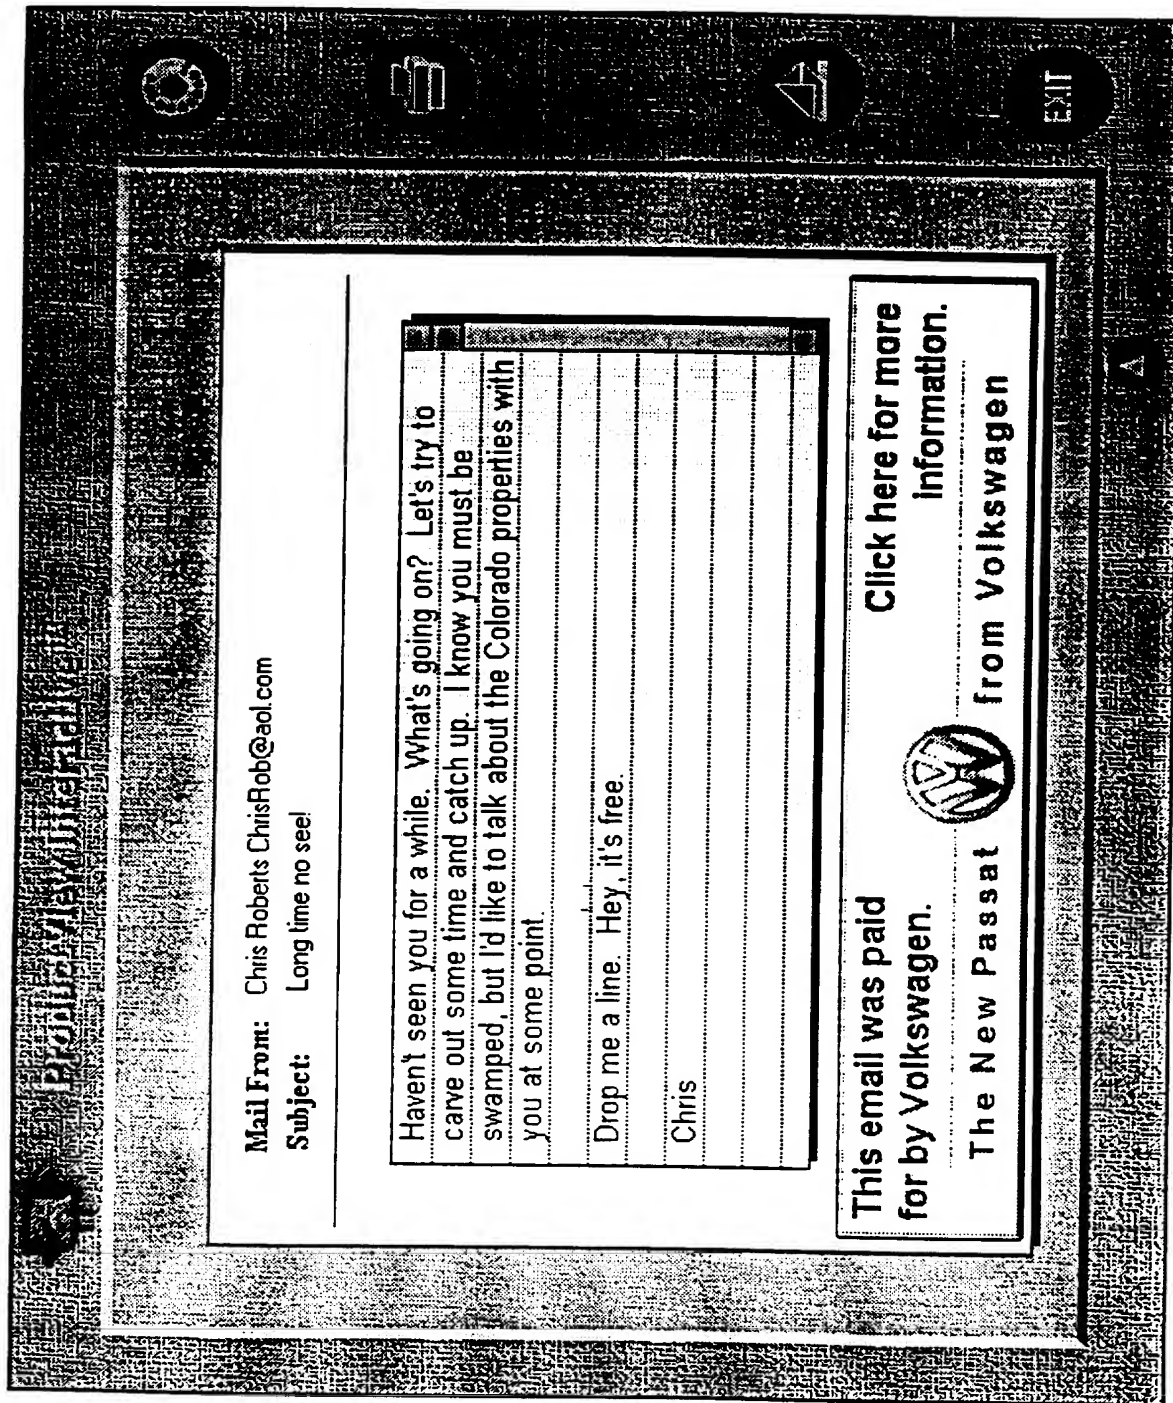 ProductView Interactive
EXIT
Mail From: Chris Roberts ChrisRob@aol.com
Subject: Long time no see!
Haven't seen you for a while. What's going on? Let's try to
carve out some time and catch up. I know you must be
swamped, but I'd like to talk about the Colorado properties with
you at some point.
Drop me a line. Hey, it's free.
Chris
This email was paid
for by Volkswagen.
Click here for more
information.
The New Passat from Volkswagen